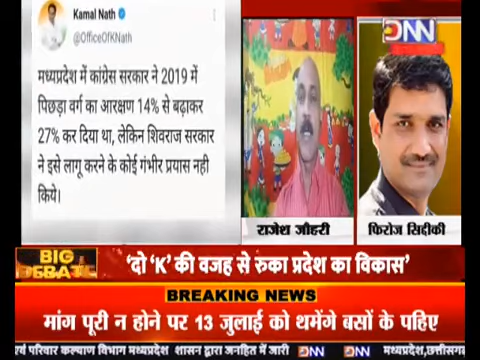 Kamal Nath
@OfficeOfKNath
मध्यप्रदेश में कांग्रेस सरकार ने 2019 में
पिछड़ा वर्ग का आरक्षण 14% से बढ़ाकर
27% कर दिया था, लेकिन शिवराज सरकार
ने इसे लागू करने के कोई गंभीर प्रयास नही
किये।
DNN
राजेश जौहरी
फिरोज सिद्दीकी
BIG DEBATE
'दो 'K' की वजह से रुका प्रदेश का विकास'
BREAKING NEWS
मांग पूरी न होने पर 13 जुलाई को थमेंगे बसों के पहिए
एवं परिवार कल्याण विभाग मध्यप्रदेश शासन द्वारा जनहित में जारी DNN DNN मध्यप्रदेश,छत्तीसगढ़